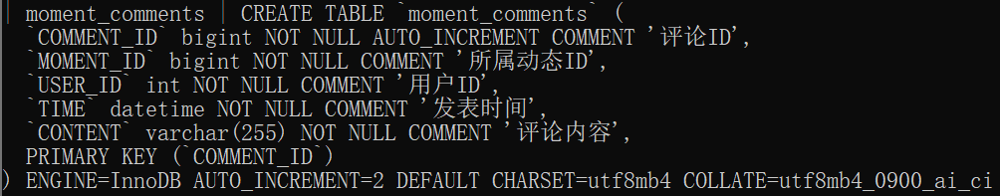 | moment_comments | CREATE TABLE `moment_comments` (
`COMMENT_ID` bigint NOT NULL AUTO_INCREMENT COMMENT '评论ID',
`MOMENT_ID` bigint NOT NULL COMMENT '所属动态ID',
`USER_ID` int NOT NULL COMMENT '用户ID',
`TIME` datetime NOT NULL COMMENT '发表时间',
`CONTENT` varchar(255) NOT NULL COMMENT '评论内容',
PRIMARY KEY (`COMMENT_ID`)
) ENGINE=InnoDB AUTO_INCREMENT=2 DEFAULT CHARSET=utf8mb4 COLLATE=utf8mb4_0900_ai_ci